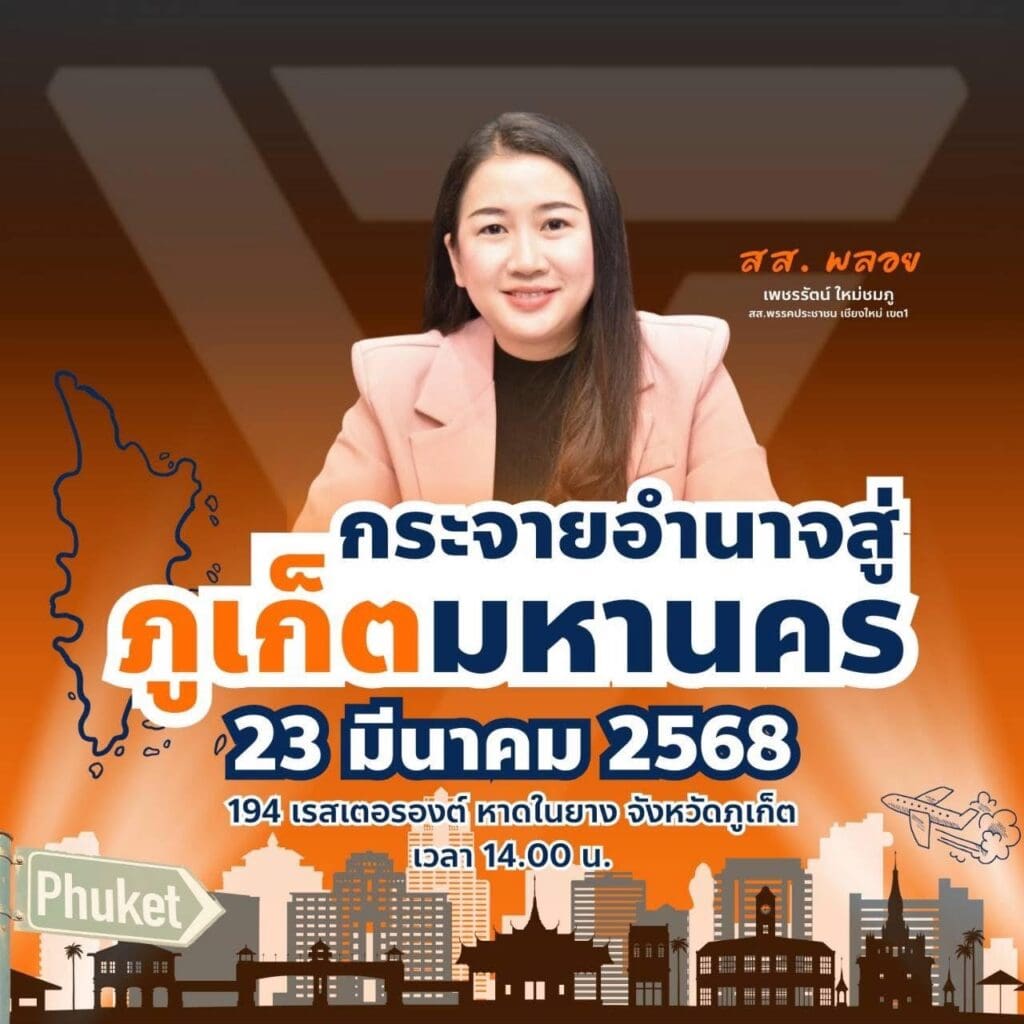 สส. พลอย
เพชรรัตน์ ใหม่ชมภู
สส.พรรคประชาชน เชียงใหม่ เขต1
กระจายอำนาจสู่
ภูเก็ตมหานคร
23 มีนาคม 2568
194 เรสเตอรองต์ หาดในยาง จังหวัดภูเก็ต
เวลา 14.00 น.
Phuket